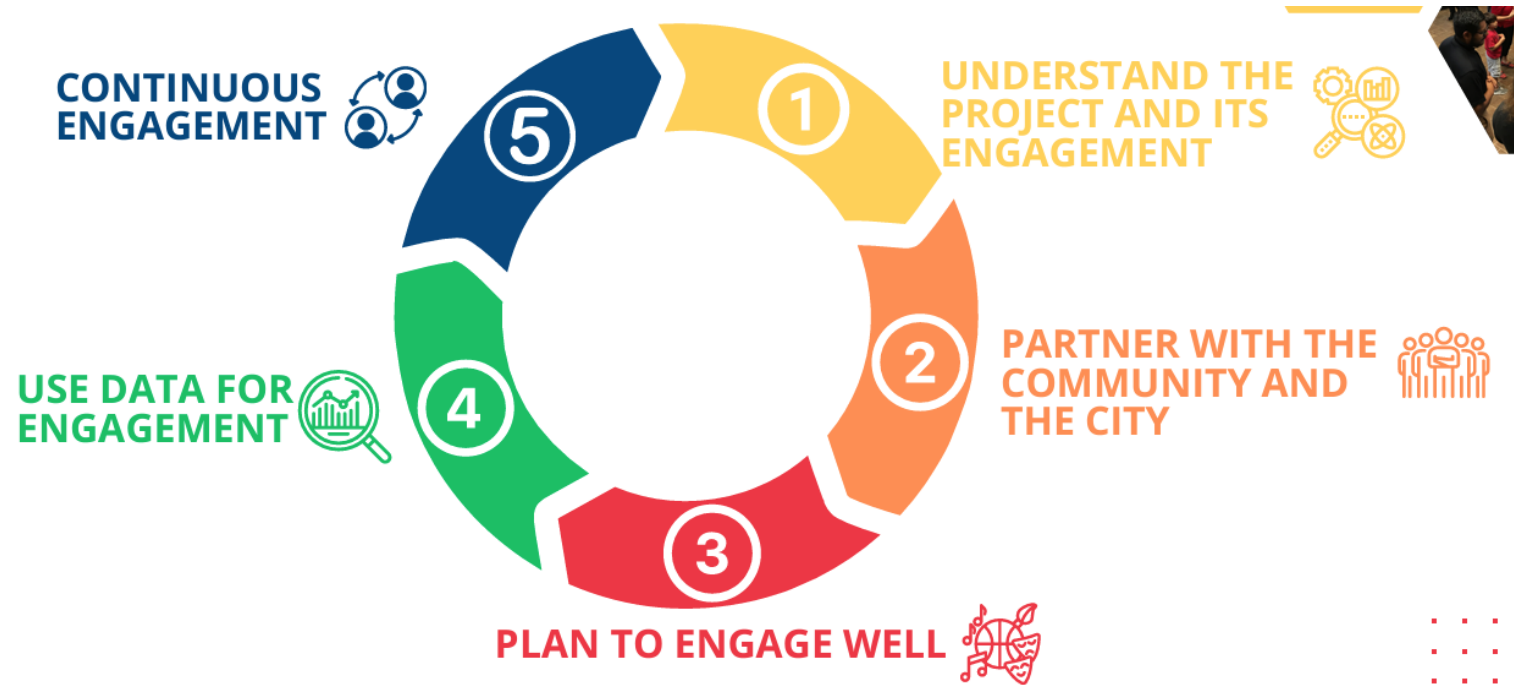 1
UNDERSTAND THE
PROJECT AND ITS
ENGAGEMENT
2
PARTNER WITH THE
COMMUNITY AND
THE CITY
3
PLAN TO ENGAGE WELL
4
USE DATA FOR
ENGAGEMENT
5
CONTINUOUS
ENGAGEMENT